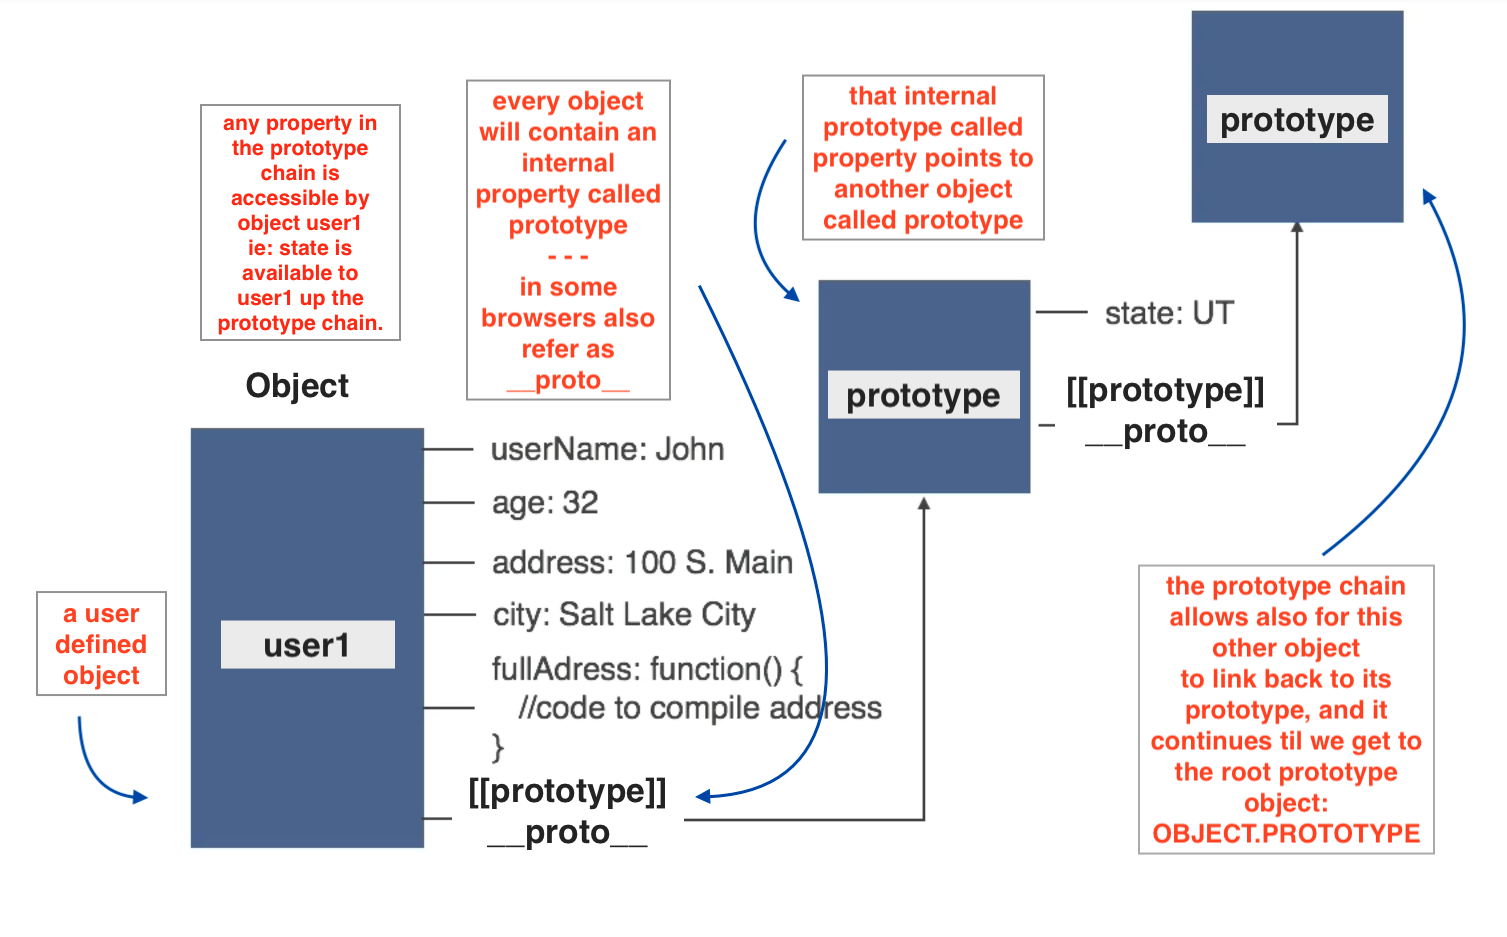 any property in
the prototype
chain is
accessible by
object user1
ie: state is
available to
user1 up the
prototype chain.
every object
will contain an
internal
property called
prototype
- - -
in some
browsers also
refer as
__proto__
that internal
prototype called
property points to
another object
called prototype
prototype
Object
prototype
state: UT
[[prototype]]
__proto__
a user
defined
object
user1
userName: John
age: 32
address: 100 S. Main
city: Salt Lake City
fullAdress: function() {
//code to compile address
}
[[prototype]]
__proto__
the prototype chain
allows also for this
other object
to link back to its
prototype, and it
continues til we get to
the root prototype
object:
OBJECT.PROTOTYPE